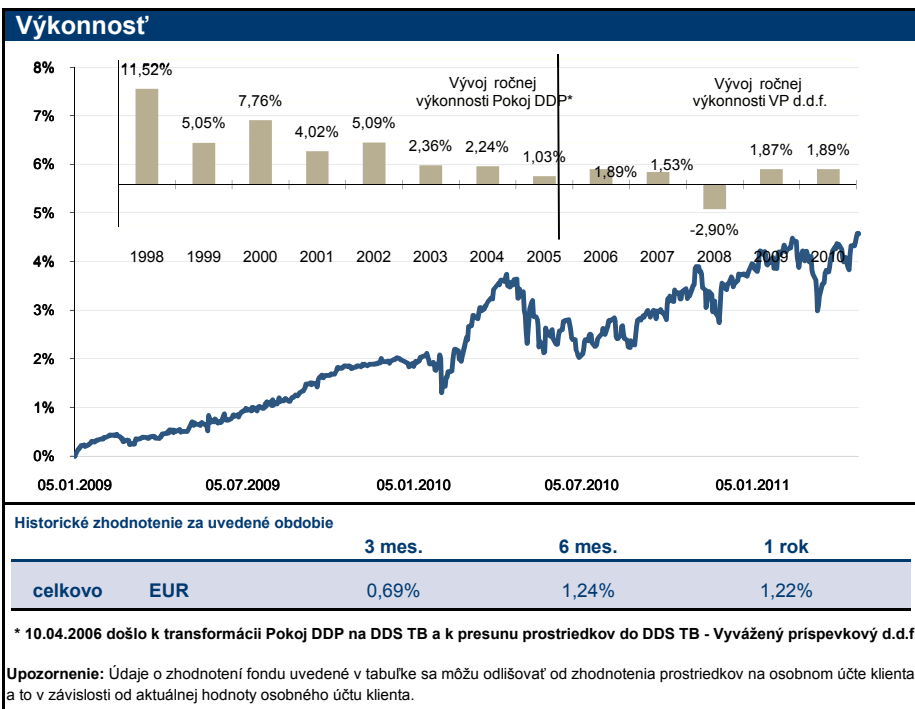 Výkonnosť
8%
11,52%
Vývoj ročnej
výkonnosti Pokoj DDP*
Vývoj ročnej
výkonnosti VP d.d.f.
7%
5,05%
7,76%
4,02%
5,09%
2,36%
2,24%
1,03%
1,89%
1,53%
-2,90%
1,87%
1,89%
6%
5%
1998 1999 2000 2001 2002 2003 2004 2005 2006 2007 2008 2009 2010
4%
3%
2%
1%
0%
05.01.2009 05.07.2009 05.01.2010 05.07.2010 05.01.2011
Historické zhodnotenie za uvedené obdobie
3 mes. 6 mes. 1 rok
celkovo EUR 0,69% 1,24% 1,22%
* 10.04.2006 došlo k transformácii Pokoj DDP na DDS TB a k presunu prostriedkov do DDS TB - Vyvážený príspevkový d.d.f
Upozornenie: Údaje o zhodnotení fondu uvedené v tabuľke sa môžu odlišovať od zhodnotenia prostriedkov na osobnom účte klienta
a to v závislosti od aktuálnej hodnoty osobného účtu klienta.